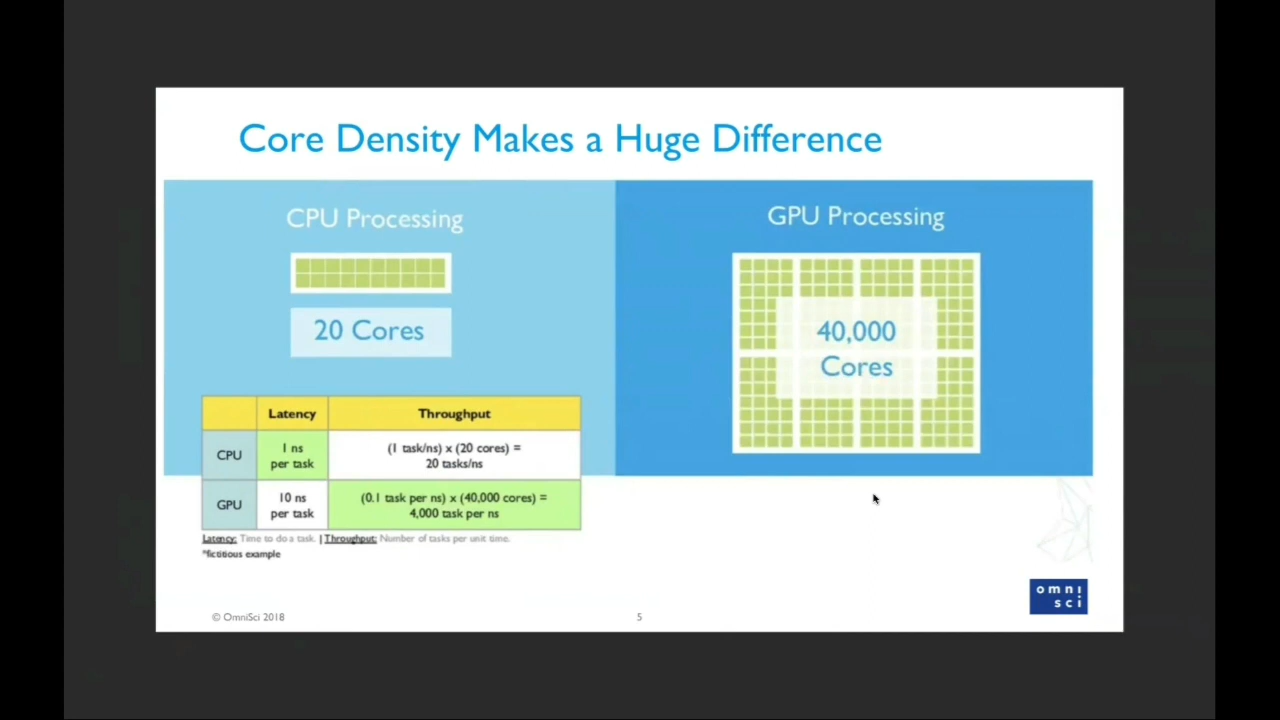 Core Density Makes a Huge Difference
CPU Processing
20 Cores
GPU Processing
40,000
Cores
Latency Throughput
CPU
1 ns
per task
(1 task/ns) x (20 cores) =
20 tasks/ns
GPU
10 ns
per task
(0.1 task per ns) x (40,000 cores) =
4,000 task per ns
Latency: Time to do a task. | Throughput: Number of tasks per unit time.
*fictitious example
© OmniSci 2018
5
omni
sci